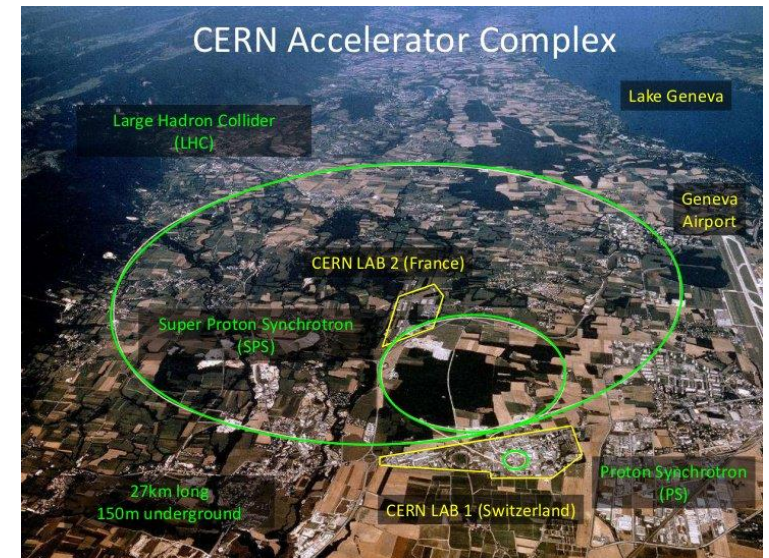 CERN Accelerator Complex
Lake Geneva
Large Hadron Collider
(LHC)
Geneva
Airport
CERN LAB 2 (France)
Super Proton Synchrotron
(SPS)
Proton Synchrotron
(PS)
27km long
150m underground
CERN LAB 1 (Switzerland)